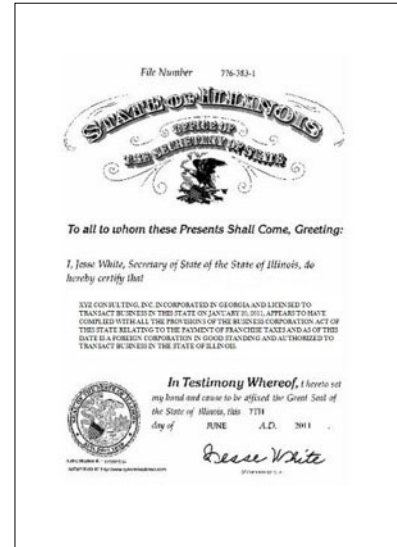 File Number 776-383-1
STATE OF ILLINOIS
OFFICE OF
THE SECRETARY OF STATE
To all to whom these Presents Shall Come, Greeting:
I, Jesse White, Secretary of State of the State of Illinois, do
hereby certify that
XYZ CONSULTING, INC. INCORPORATED IN GEORGIA AND LICENSED TO
TRANSACT BUSINESS IN THIS STATE ON JANUARY 20, 2011, APPEARS TO HAVE
COMPLIED WITH ALL THE PROVISIONS OF THE BUSINESS CORPORATION ACT OF
THIS STATE RELATING TO THE PAYMENT OF FRANCHISE TAXES AND AS OF THIS
DATE IS A FOREIGN CORPORATION IN GOOD STANDING AND AUTHORIZED TO
TRANSACT BUSINESS IN THE STATE OF ILLINOIS.
In Testimony Whereof, I hereto set
my hand and cause to be affixed the Great Seal of
the State of Illinois, this 7TH
day of JUNE A.D. 2011 .
Jesse White